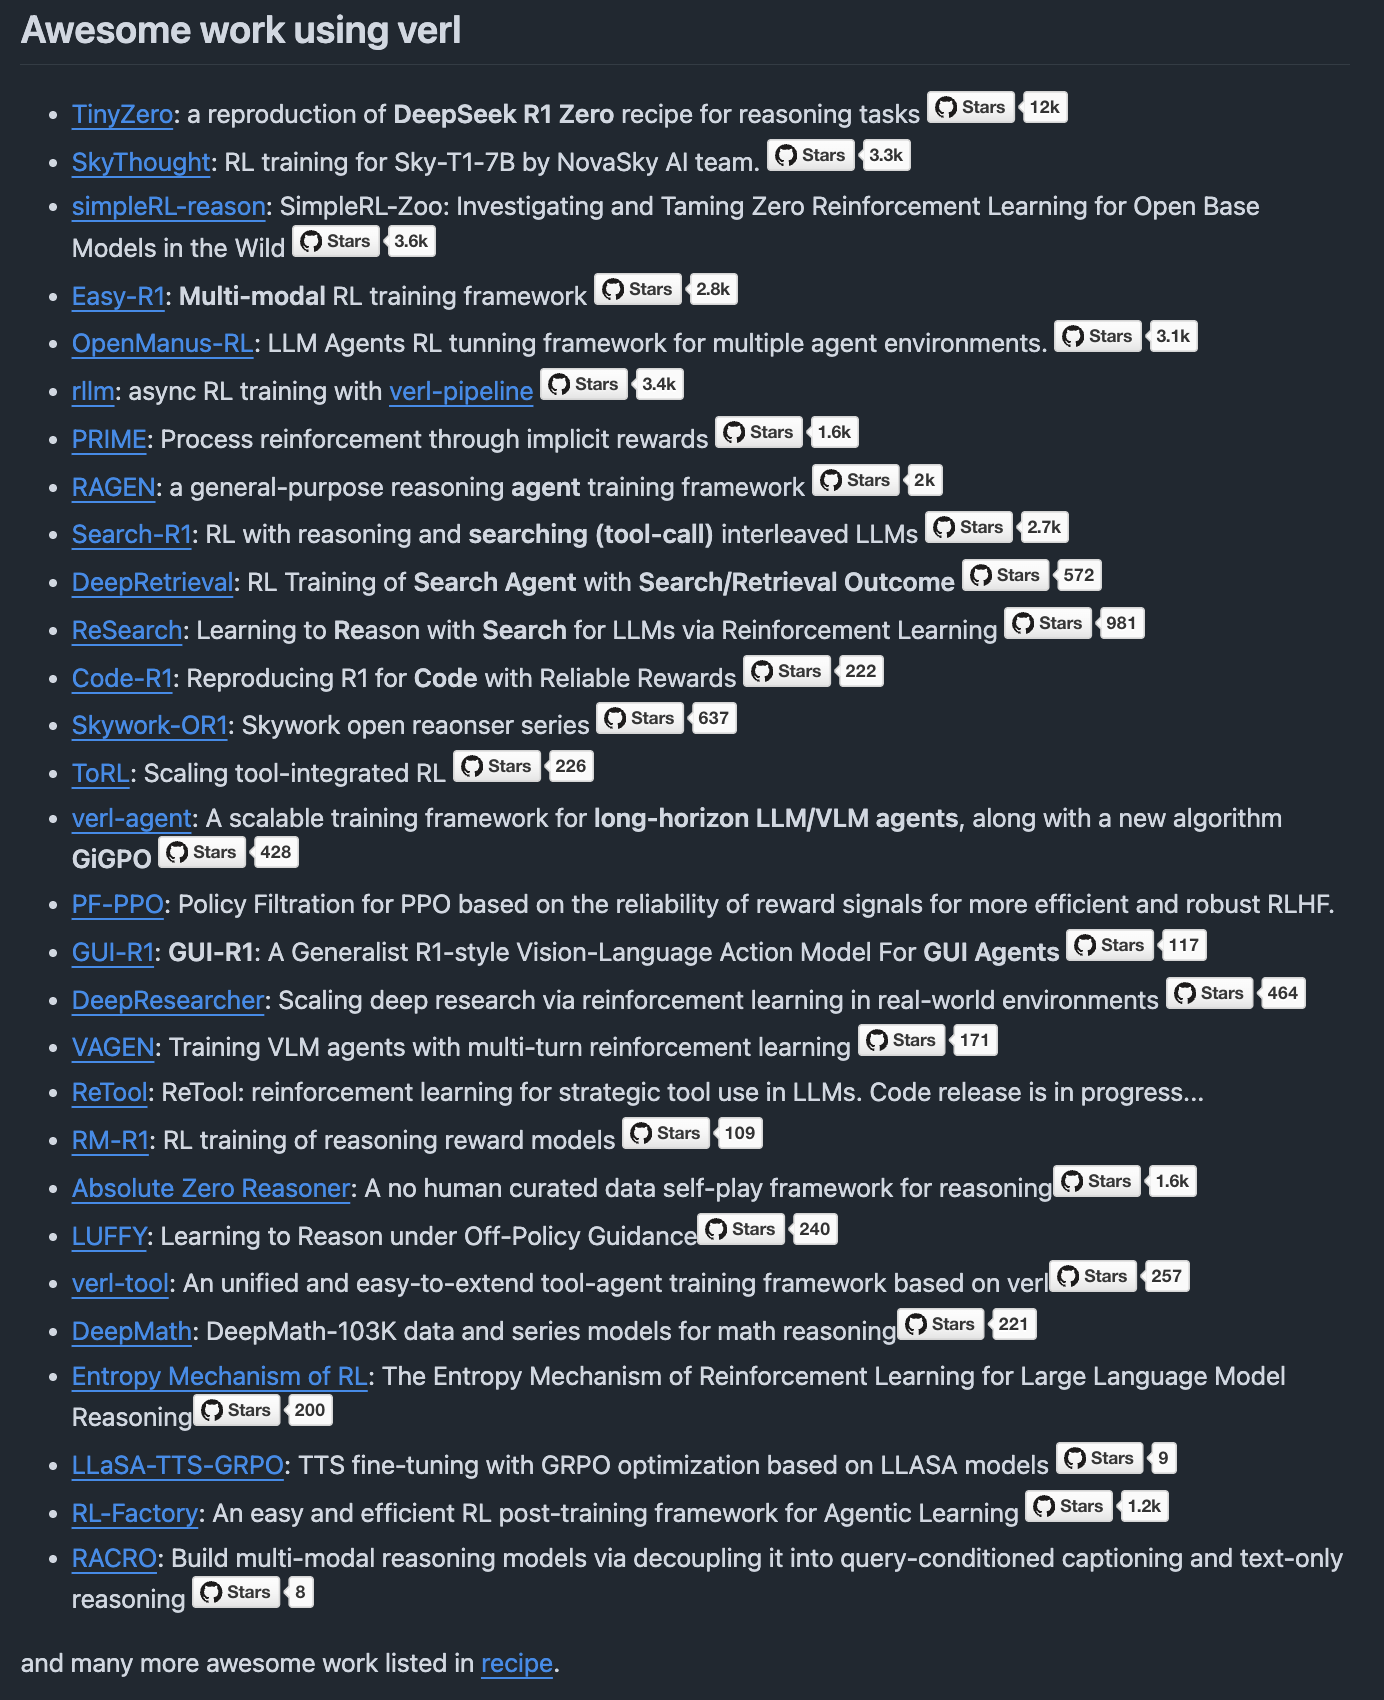 Awesome work using verl
• TinyZero: a reproduction of DeepSeek R1 Zero recipe for reasoning tasks Stars 12k
• SkyThought: RL training for Sky-T1-7B by NovaSky AI team. Stars 3.3k
• simpleRL-reason: SimpleRL-Zoo: Investigating and Taming Zero Reinforcement Learning for Open Base
Models in the Wild Stars 3.6k
• Easy-R1: Multi-modal RL training framework Stars 2.8k
• OpenManus-RL: LLM Agents RL tunning framework for multiple agent environments. Stars 3.1k
• rllm: async RL training with verl-pipeline Stars 3.4k
• PRIME: Process reinforcement through implicit rewards Stars 1.6k
• RAGEN: a general-purpose reasoning agent training framework Stars 2k
• Search-R1: RL with reasoning and searching (tool-call) interleaved LLMs Stars 2.7k
• DeepRetrieval: RL Training of Search Agent with Search/Retrieval Outcome Stars 572
• ReSearch: Learning to Reason with Search for LLMs via Reinforcement Learning Stars 981
• Code-R1: Reproducing R1 for Code with Reliable Rewards Stars 222
• Skywork-OR1: Skywork open reaonser series Stars 637
• ToRL: Scaling tool-integrated RL Stars 226
• verl-agent: A scalable training framework for long-horizon LLM/VLM agents, along with a new algorithm
GiGPO Stars 428
• PF-PPO: Policy Filtration for PPO based on the reliability of reward signals for more efficient and robust RLHF.
• GUI-R1: GUI-R1: A Generalist R1-style Vision-Language Action Model For GUI Agents Stars 117
• DeepResearcher: Scaling deep research via reinforcement learning in real-world environments Stars 464
• VAGEN: Training VLM agents with multi-turn reinforcement learning Stars 171
• ReTool: ReTool: reinforcement learning for strategic tool use in LLMs. Code release is in progress...
• RM-R1: RL training of reasoning reward models Stars 109
• Absolute Zero Reasoner: A no human curated data self-play framework for reasoning Stars 1.6k
• LUFFY: Learning to Reason under Off-Policy Guidance Stars 240
• verl-tool: An unified and easy-to-extend tool-agent training framework based on verl Stars 257
• DeepMath: DeepMath-103K data and series models for math reasoning Stars 221
• Entropy Mechanism of RL: The Entropy Mechanism of Reinforcement Learning for Large Language Model
Reasoning Stars 200
• LLaSA-TTS-GRPO: TTS fine-tuning with GRPO optimization based on LLASA models Stars 9
• RL-Factory: An easy and efficient RL post-training framework for Agentic Learning Stars 1.2k
• RACRO: Build multi-modal reasoning models via decoupling it into query-conditioned captioning and text-only
reasoning Stars 8
and many more awesome work listed in recipe.